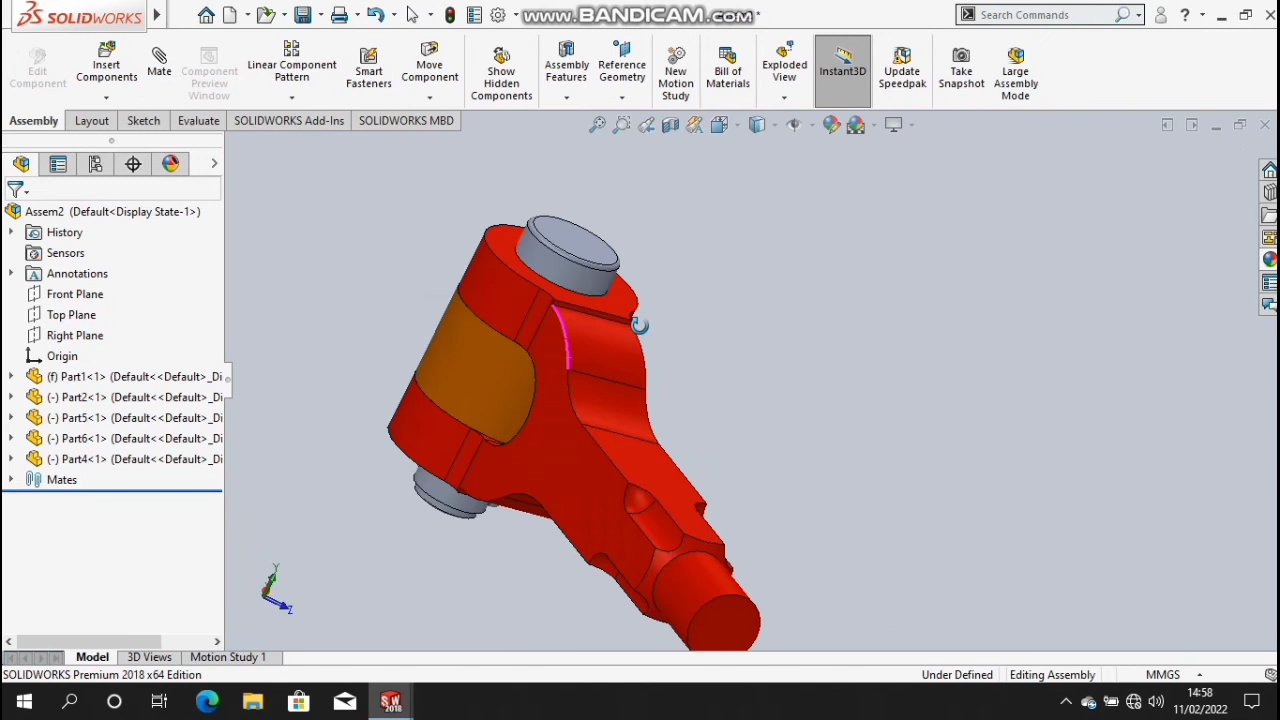 SOLIDWORKS
www.BANDICAM.com
*
Search Commands
?
Edit Component
Insert Components
Mate
Component Preview Window
Linear Component Pattern
Smart Fasteners
Move Component
Show Hidden Components
Assembly Features
Reference Geometry
New Motion Study
Bill of Materials
Exploded View
Instant3D
Update Speedpak
Take Snapshot
Large Assembly Mode
Assembly
Layout
Sketch
Evaluate
SOLIDWORKS Add-Ins
SOLIDWORKS MBD
Assem2 (Default<Display State-1>)
History
Sensors
Annotations
Front Plane
Top Plane
Right Plane
Origin
(f) Part1<1> (Default<<Default>_Di
(-) Part2<1> (Default<<Default>_Di
(-) Part5<1> (Default<<Default>_Di
(-) Part6<1> (Default<<Default>_Di
(-) Part4<1> (Default<<Default>_Di
Mates
Y
Z
Model
3D Views
Motion Study 1
SOLIDWORKS Premium 2018 x64 Edition
Under Defined
Editing Assembly
MMGS
SW
2018
14:58
11/02/2022